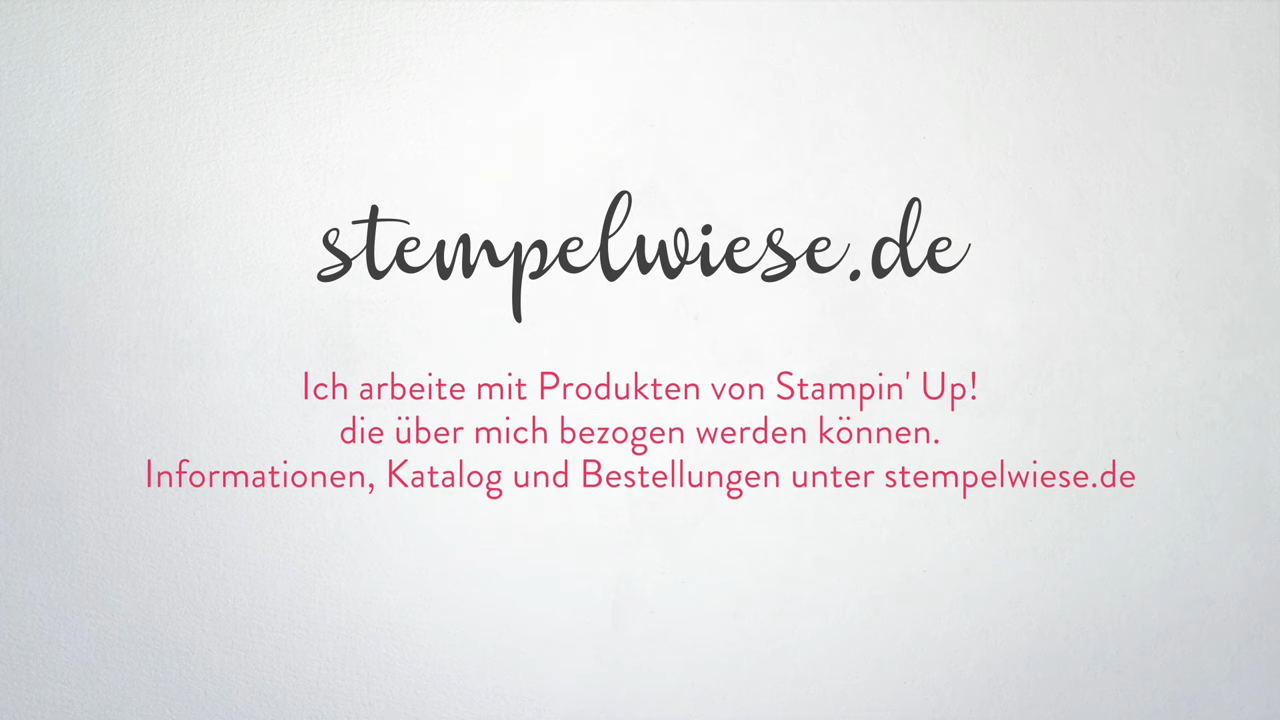 stempelwiese.de
Ich arbeite mit Produkten von Stampin' Up!
die über mich bezogen werden können.
Informationen, Katalog und Bestellungen unter stempelwiese.de